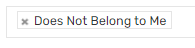 × Does Not Belong to Me